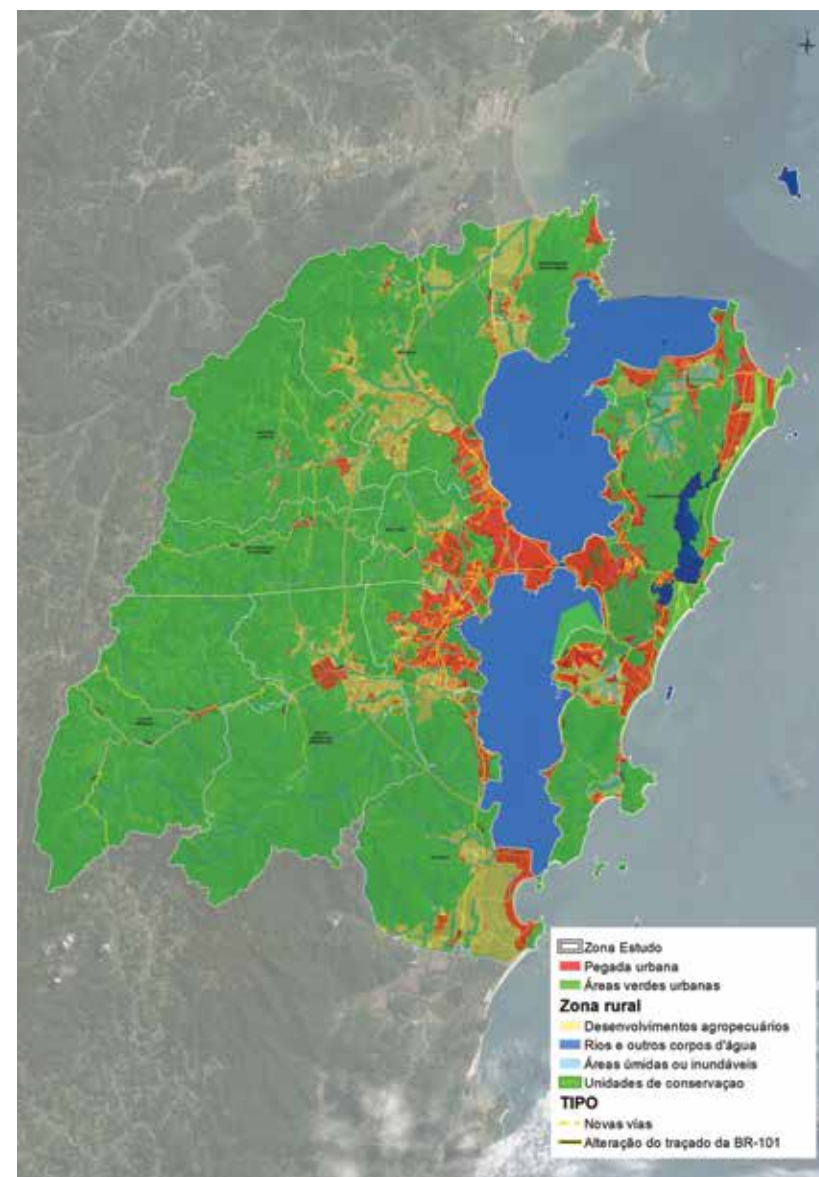 Zona Estudo
Pegada urbana
Áreas verdes urbanas
Zona rural
Desenvolvimentos agropecuários
Rios e outros corpos d'água
Áreas úmidas ou inundáveis
Unidades de conservaçao
TIPO
Novas vias
Alteração do traçado da BR-101